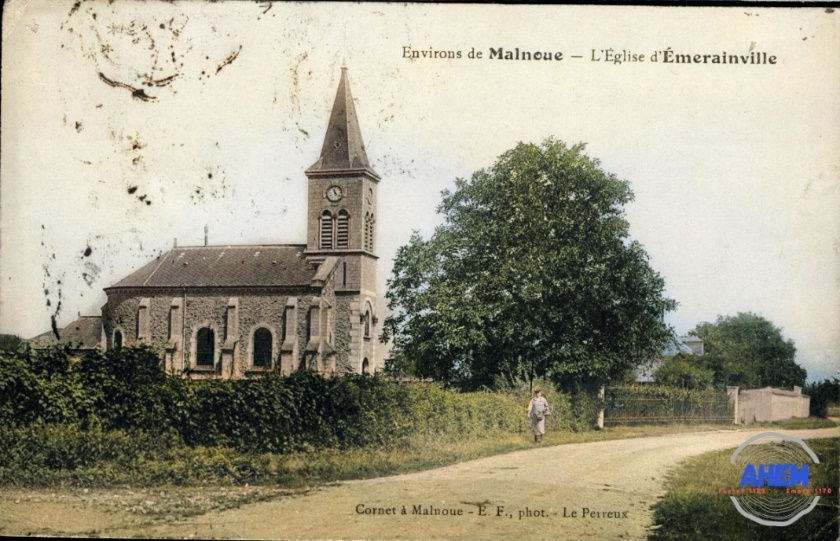 Environs de Malnoue — L'Église d'Émerainville
Cornet à Malnoue - E. F., phot. - Le Perreux
AHEM